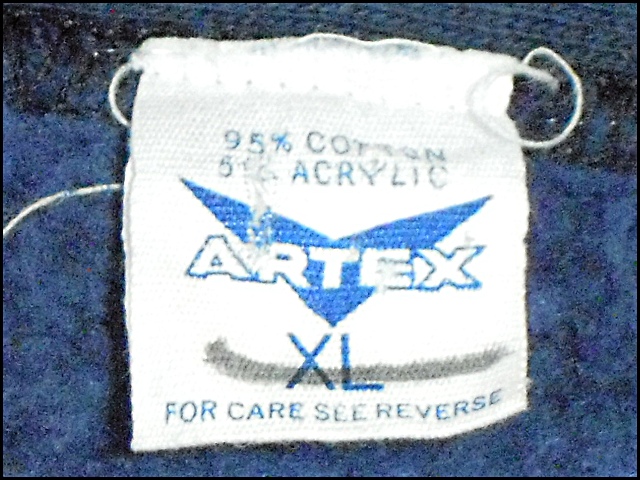 95% COTTON
5% ACRYLIC
ARTEX
XL
FOR CARE SEE REVERSE